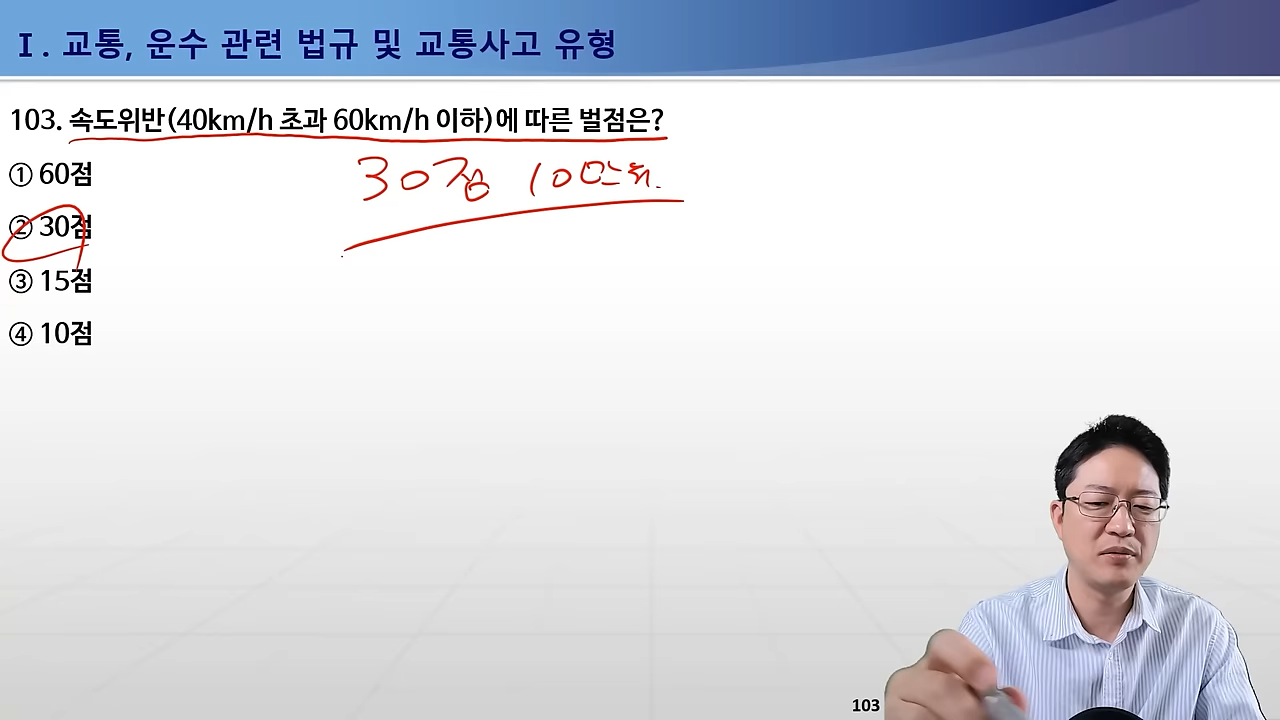 Ⅰ. 교통, 운수 관련 법규 및 교통사고 유형
103. 속도위반(40km/h 초과 60km/h 이하)에 따른 벌점은?
① 60점
30점 10만원.
② 30점
③ 15점
④ 10점
103